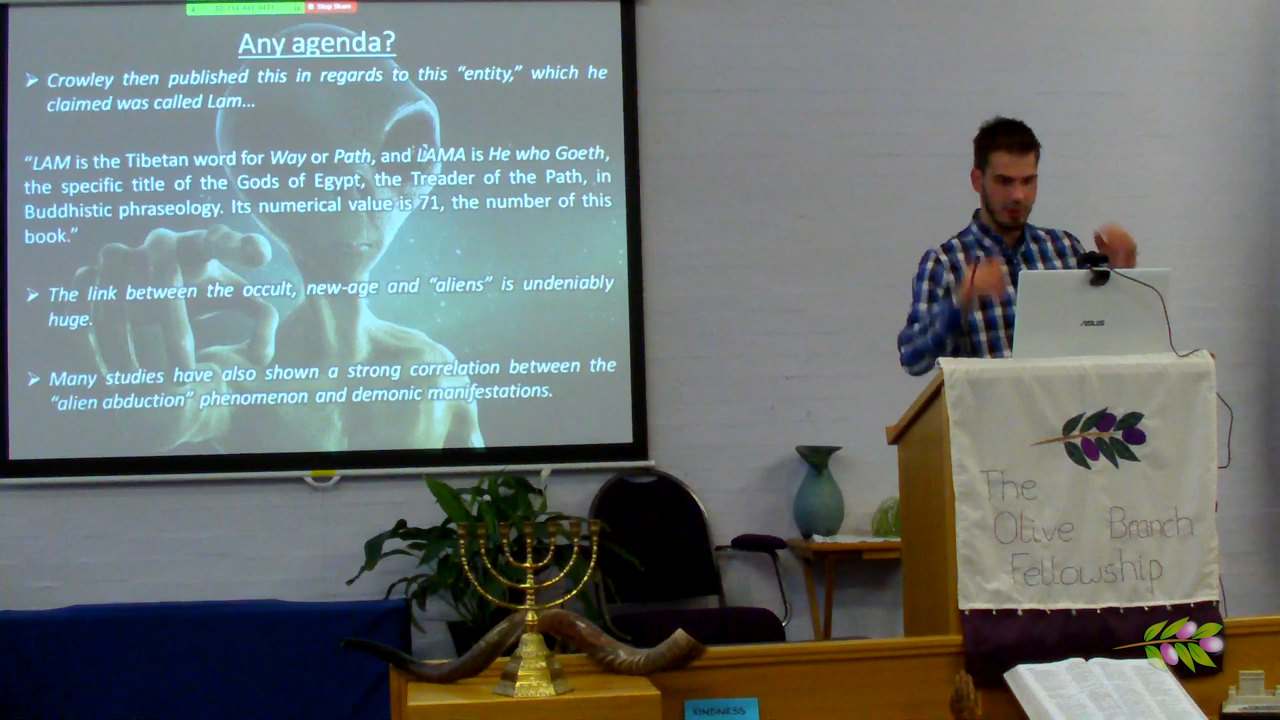 Stop Share
Any agenda?
Crowley then published this in regards to this “entity,” which he
claimed was called Lam…
“LAM is the Tibetan word for Way or Path, and LAMA is He who Goeth,
the specific title of the Gods of Egypt, the Treader of the Path, in
Buddhistic phraseology. Its numerical value is 71, the number of this
book.”
The link between the occult, new-age and “aliens” is undeniably
huge.
Many studies have also shown a strong correlation between the
“alien abduction” phenomenon and demonic manifestations.
ASUS
The
Olive Branch
Fellowship
KINDNESS